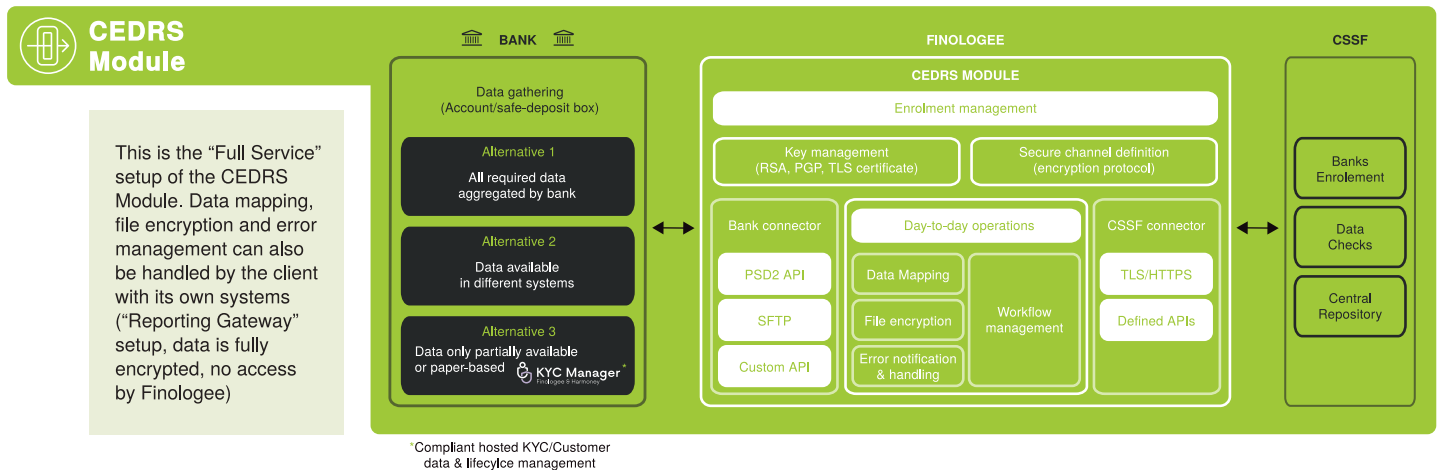 CEDRS
Module
This is the “Full Service”
setup of the CEDRS
Module. Data mapping,
file encryption and error
management can also
be handled by the client
with its own systems
(“Reporting Gateway”
setup, data is fully
encrypted, no access
by Finologee)
BANK
Data gathering
(Account/safe-deposit box)
Alternative 1
All required data
aggregated by bank
Alternative 2
Data available
in different systems
Alternative 3
Data only partially available
or paper-based
KYC Manager*
Finologee & Harmoney
*Compliant hosted KYC/Customer
data & lifecylce management
FINOLOGEE
CEDRS MODULE
Enrolment management
Key management
(RSA, PGP, TLS certificate)
Secure channel definition
(encryption protocol)
Bank connector
PSD2 API
SFTP
Custom API
Day-to-day operations
Data Mapping
File encryption
Error notification
& handling
Workflow
management
CSSF connector
TLS/HTTPS
Defined APIs
CSSF
Banks
Enrolement
Data
Checks
Central
Repository